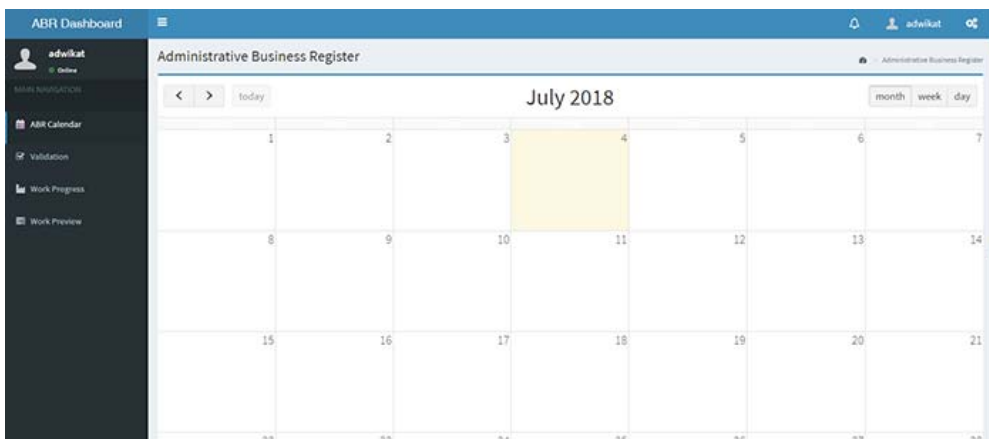 ABR Dashboard
adwikat
adwikat
Online
MAIN NAVIGATION
ABR Calendar
Validation
Work Progress
Work Preview
Administrative Business Register
Administrative Business Register
today
July 2018
month week day
1 2 3 4 5 6 7
8 9 10 11 12 13 14
15 16 17 18 19 20 21